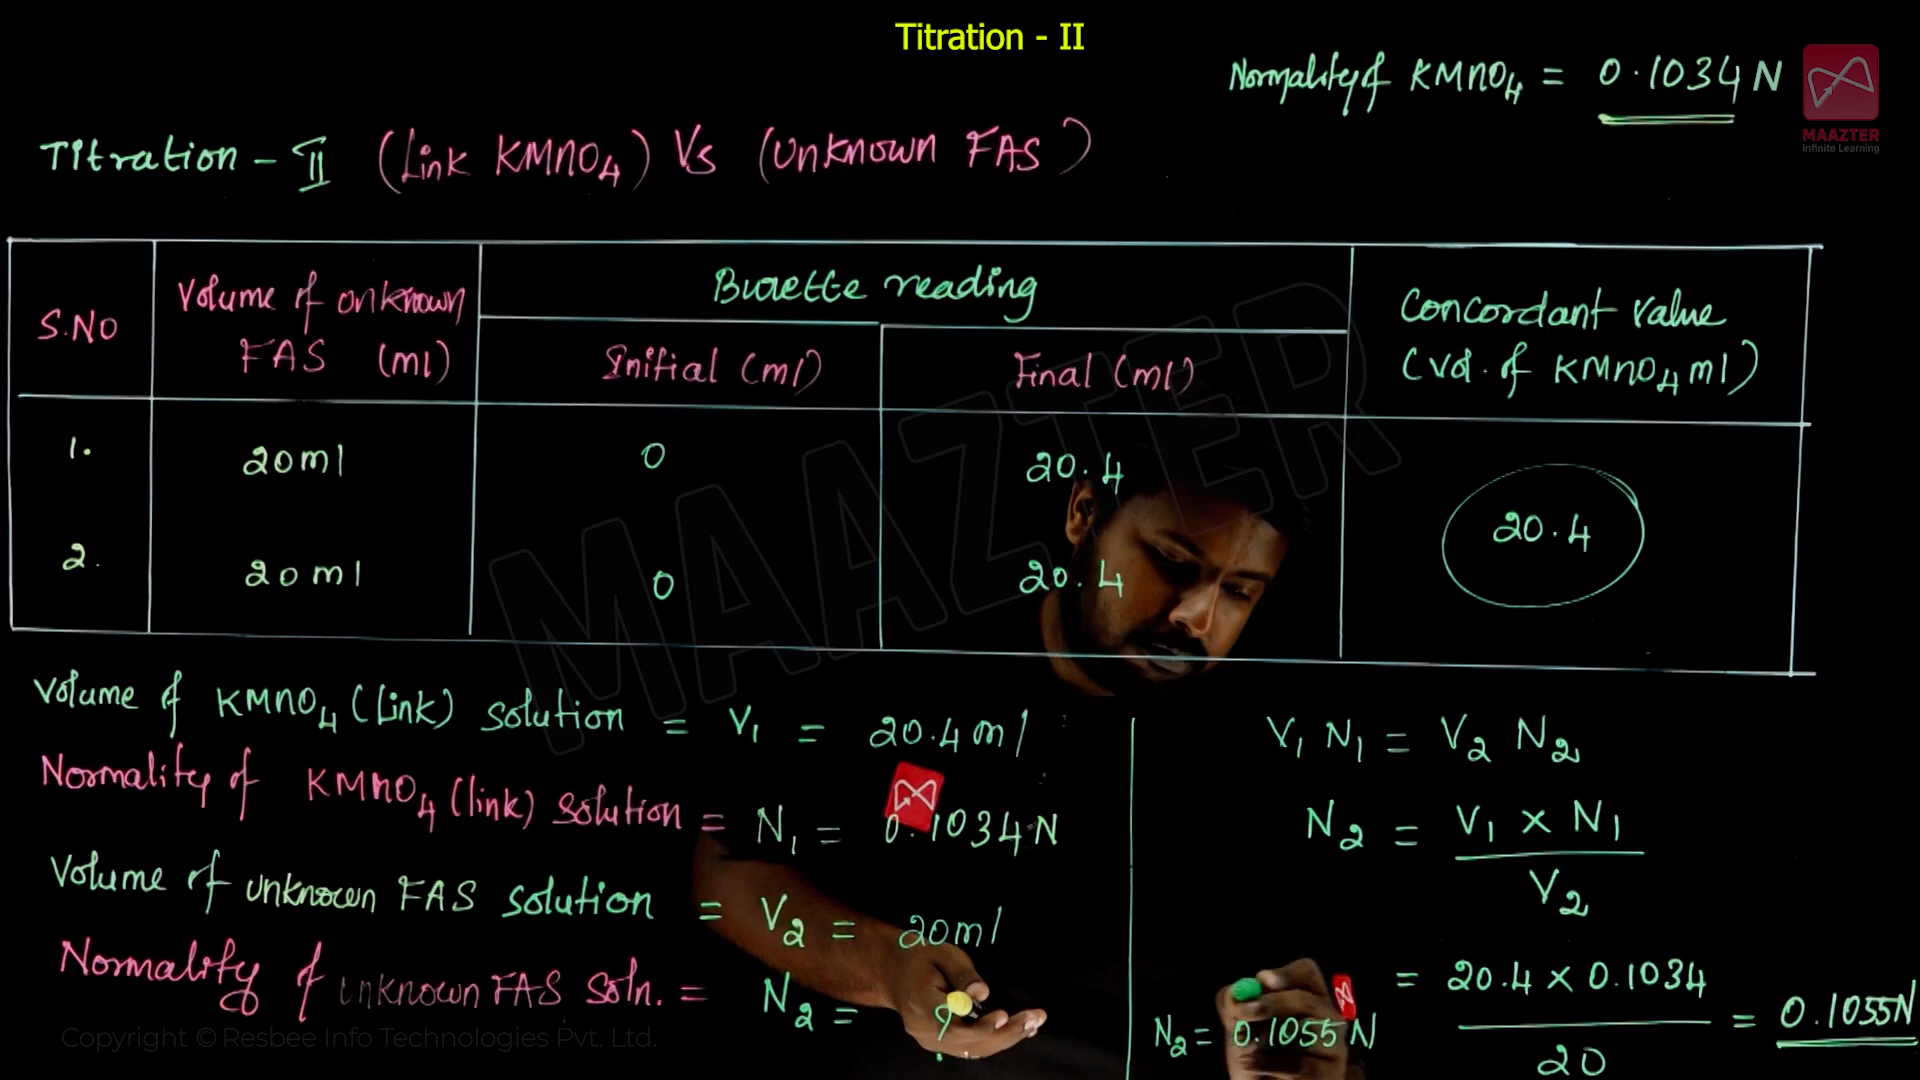 Titration - II
Normality of KMnO4 = 0.1034 N
MAAZTER
Infinite Learning
Titration - II (Link KMnO4) Vs (Unknown FAS)
S.NO
Volume of unknown FAS (ml)
Burette reading
Initial (ml)
Final (ml)
Concordant value (vol. of KMnO4 ml)
1. 20ml 0 20.4
20.4
2. 20ml 0 20.4
MAAZTER
Volume of KMnO4 (Link) solution = V1 = 20.4 ml
Normality of KMnO4 (link) solution = N1 = 0.1034 N
Volume of unknown FAS solution = V2 = 20ml
Normality of unknown FAS soln. = N2 = ?
V1 N1 = V2 N2
N2 = V1 x N1 / V2
= 20.4 x 0.1034 / 20 = 0.1055N
N2 = 0.1055 N
Copyright © Resbee Info Technologies Pvt. Ltd.